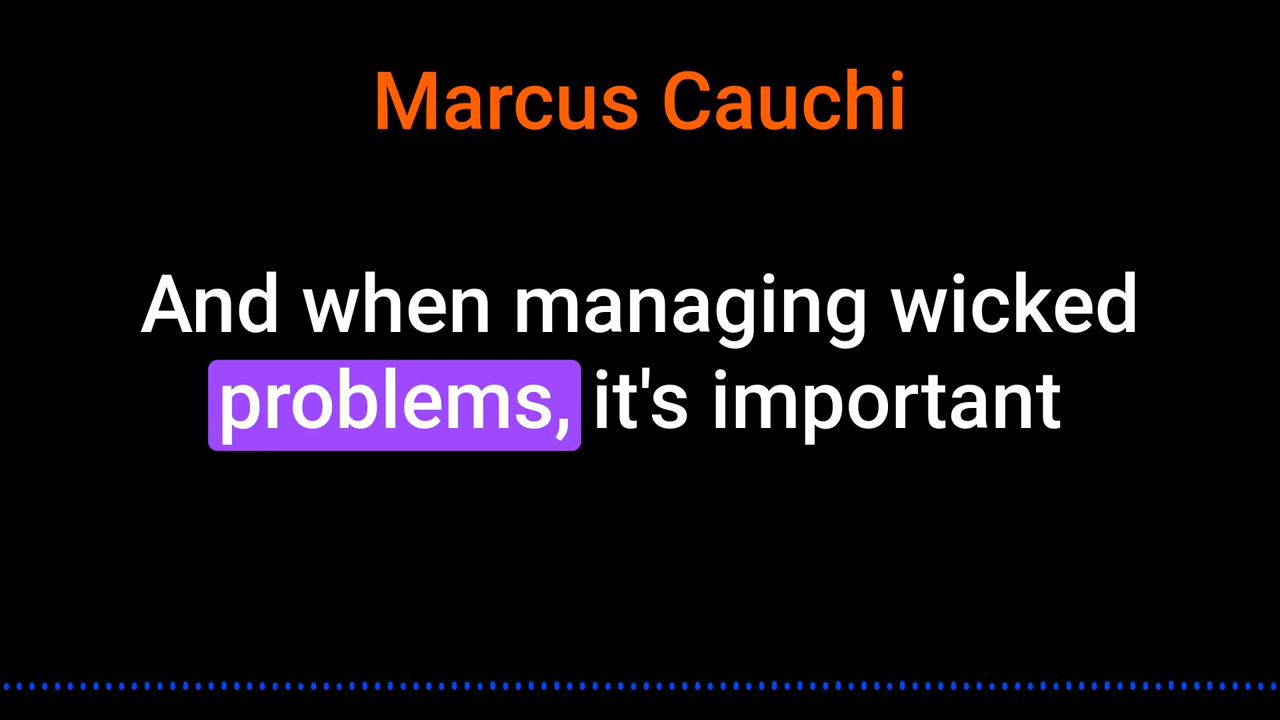 Marcus Cauchi
And when managing wicked
problems, it's important